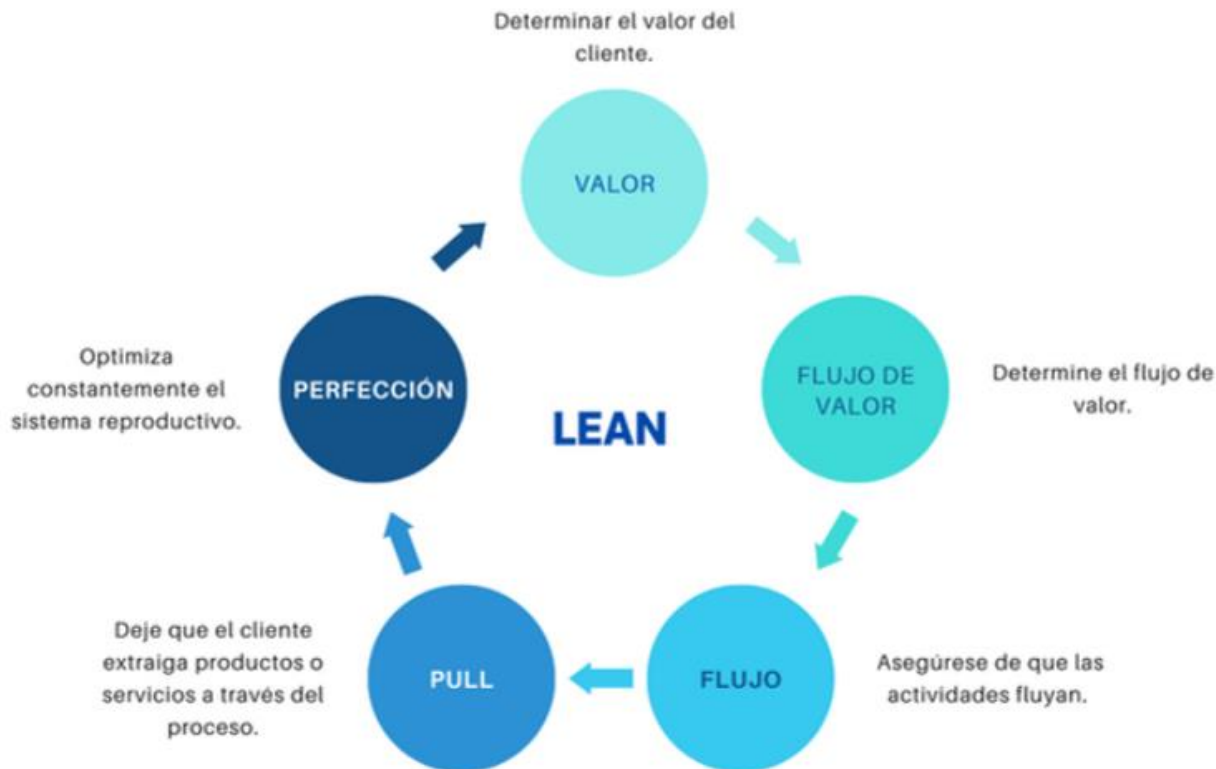 Determinar el valor del
cliente.
VALOR
FLUJO DE
VALOR
Determine el flujo de
valor.
FLUJO
Asegúrese de que las
actividades fluyan.
PULL
Deje que el cliente
extraiga productos o
servicios a través del
proceso.
PERFECCIÓN
Optimiza
constantemente el
sistema reproductivo.
LEAN